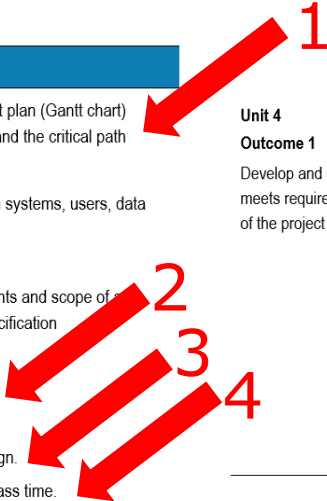 1
t plan (Gantt chart)
and the critical path
Unit 4
Outcome 1
Develop and
meets require
of the project
systems, users, data
nts and scope of
cification
2
3
4
gn.
ass time.